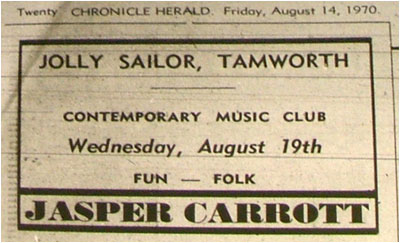 Twenty CHRONICLE HERALD. Friday, August 14, 1970.
JOLLY SAILOR, TAMWORTH
CONTEMPORARY MUSIC CLUB
Wednesday, August 19th
FUN — FOLK
JASPER CARROTT